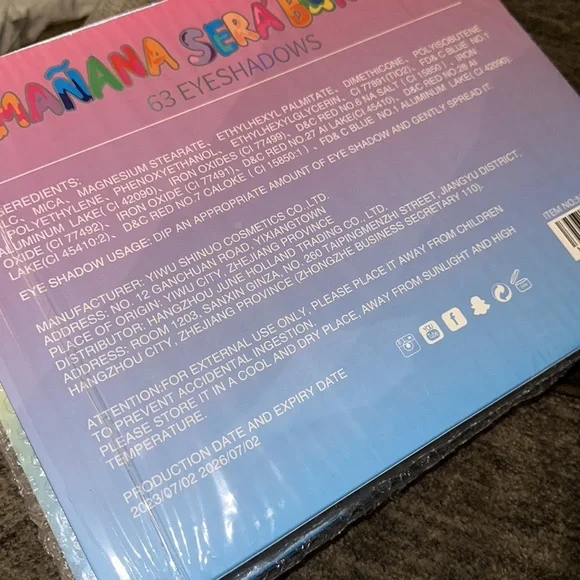 MAÑANA SERÁ
63 EYESHADOWS
INGREDIENTS:
MICA, MAGNESIUM STEARATE、 ETHYLHEXYL PALMITATE、 DIMETHICONE、 POLYISOBUTENE
POLYETHYLENE、 PHENOXYETHANOL、 ETHYLHEXYLGLYCERIN、 CI 77891(TIO2)、 FD& C BLUE NO.1
ALUMINUM LAKE( CI 42090)、 IRON OXIDES (CI 77499)、 D&C RED NO 6 NA SALT ( CI 15850 )、 IRON
OXIDE (CI 77492)、 IRON OXIDE (CI 77491)、 D&C RED NO.27 Al LAKE(CI 45410)、 D&C RED NO 28 Al
LAKE(CI 45410:2)、 D&C RED NO.7 CALOKE ( CI 15850:1 )、 FD& C BLUE NO.1 ALUMINUM LAKE( CI 42090).
EYE SHADOW USAGE: DIP AN APPROPRIATE AMOUNT OF EYE SHADOW AND GENTLY SPREAD IT.
MANUFACTURER: YIWU SHINUO COSMETICS CO. LTD.
ADDRESS: NO. 12 GANCHUAN ROAD, YIXIANGTOWN.
PLACE OF ORIGIN: YIWU CITY, ZHEJIANG PROVINCE
DISTRIBUTOR: HANGZHOU JUNE HOLLAND TRADING CO., LTD.
ADDRESS: ROOM 1203, SANXIN GINZA, NO. 260 TAIPINGMENZHI STREET, JIANGYU DISTRICT,
HANGZHOU CITY, ZHEJIANG PROVINCE (ZHONGZHE BUSINESS SECRETARY 110).
ATTENTION:FOR EXTERNAL USE ONLY, PLEASE PLACE IT AWAY FROM CHILDREN
TO PREVENT ACCIDENTAL INGESTION.
PLEASE STORE IT IN A COOL AND DRY PLACE, AWAY FROM SUNLIGHT AND HIGH
TEMPERATURE.
PRODUCTION DATE AND EXPIRY DATE
2023/07/02 2026/07/02
ITEM NO.:
You Tube